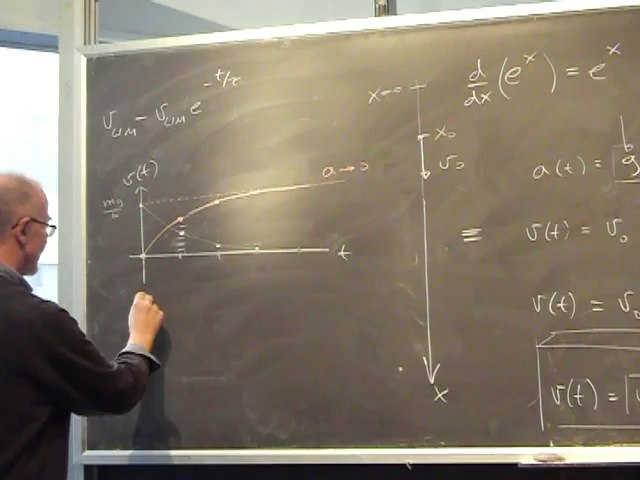 v_LIM - v_LIM e^{-t/τ}
v(t)
mg
a → 0
t
x=0
x₀
v₀
x
d/dx (e^x) = e^x
a(t) = g
≡ v(t) = v₀
v(t) = v₀
v(t) =